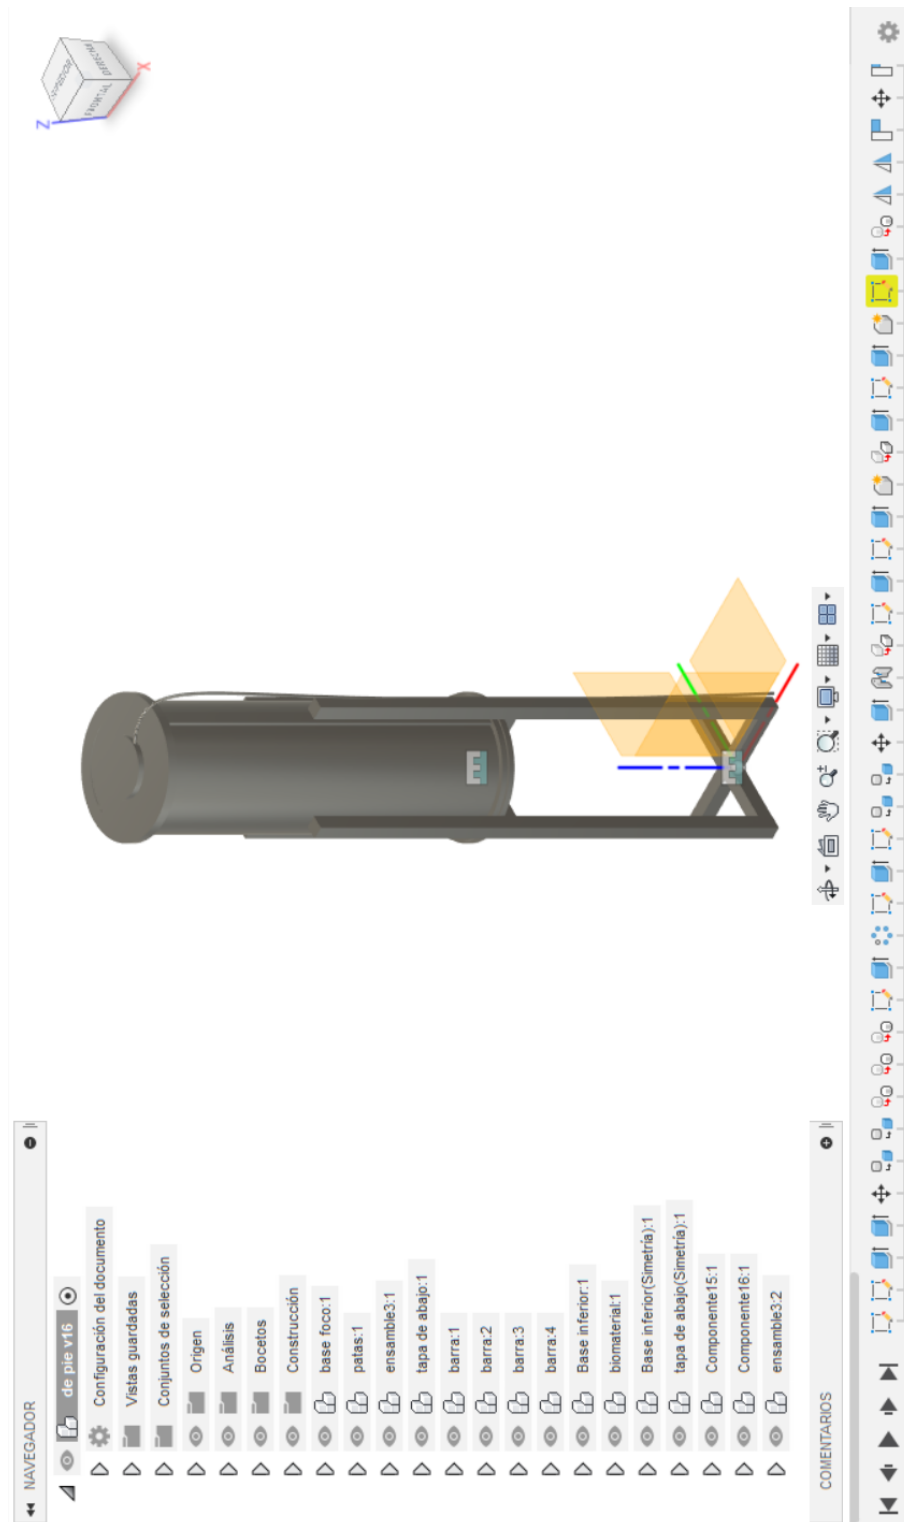 NAVEGADOR
de pie v16
Configuración del documento
Vistas guardadas
Conjuntos de selección
Origen
Análisis
Bocetos
Construcción
base foco:1
patas:1
ensamble3:1
tapa de abajo:1
barra:1
barra:2
barra:3
barra:4
Base inferior:1
biomaterial:1
Base inferior(Simetría):1
tapa de abajo(Simetría):1
Componente15:1
Componente16:1
ensamble3:2
COMENTARIOS
Z
X
SUPERIOR
FRONTAL
DERECHA